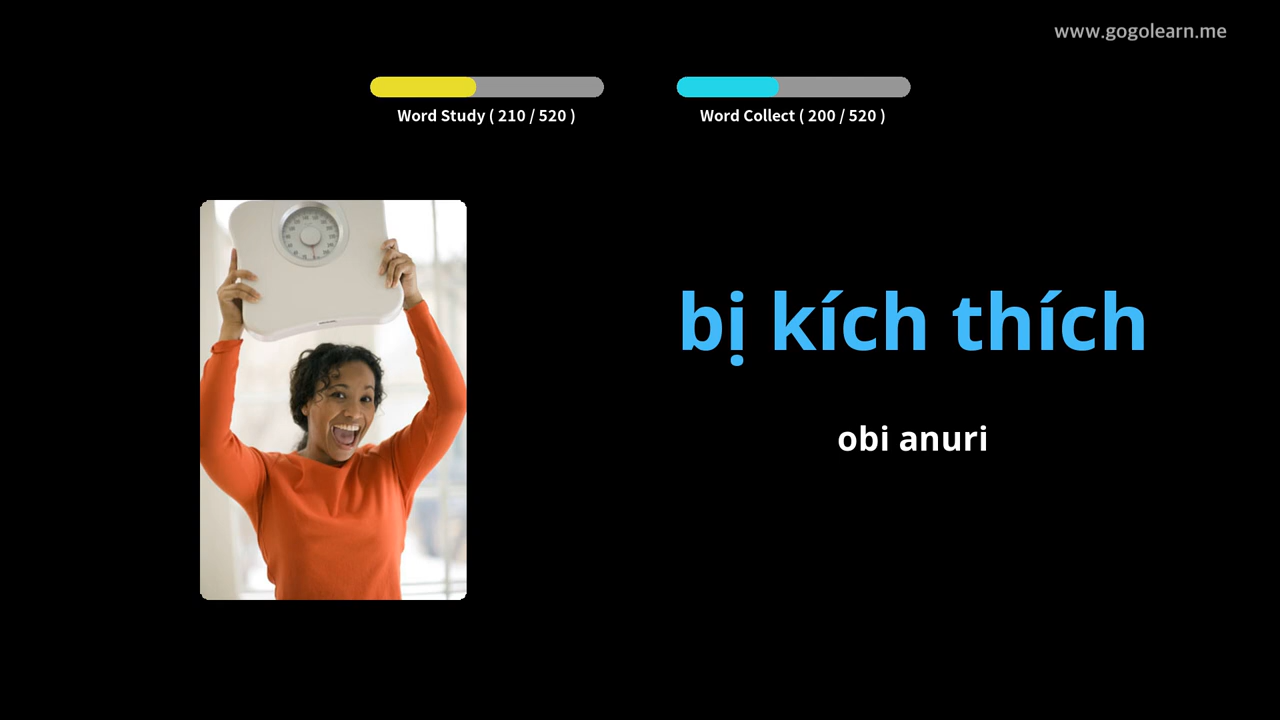 www.gogolearn.me
Word Study ( 210 / 520 )
Word Collect ( 200 / 520 )
bị kích thích
obi anuri